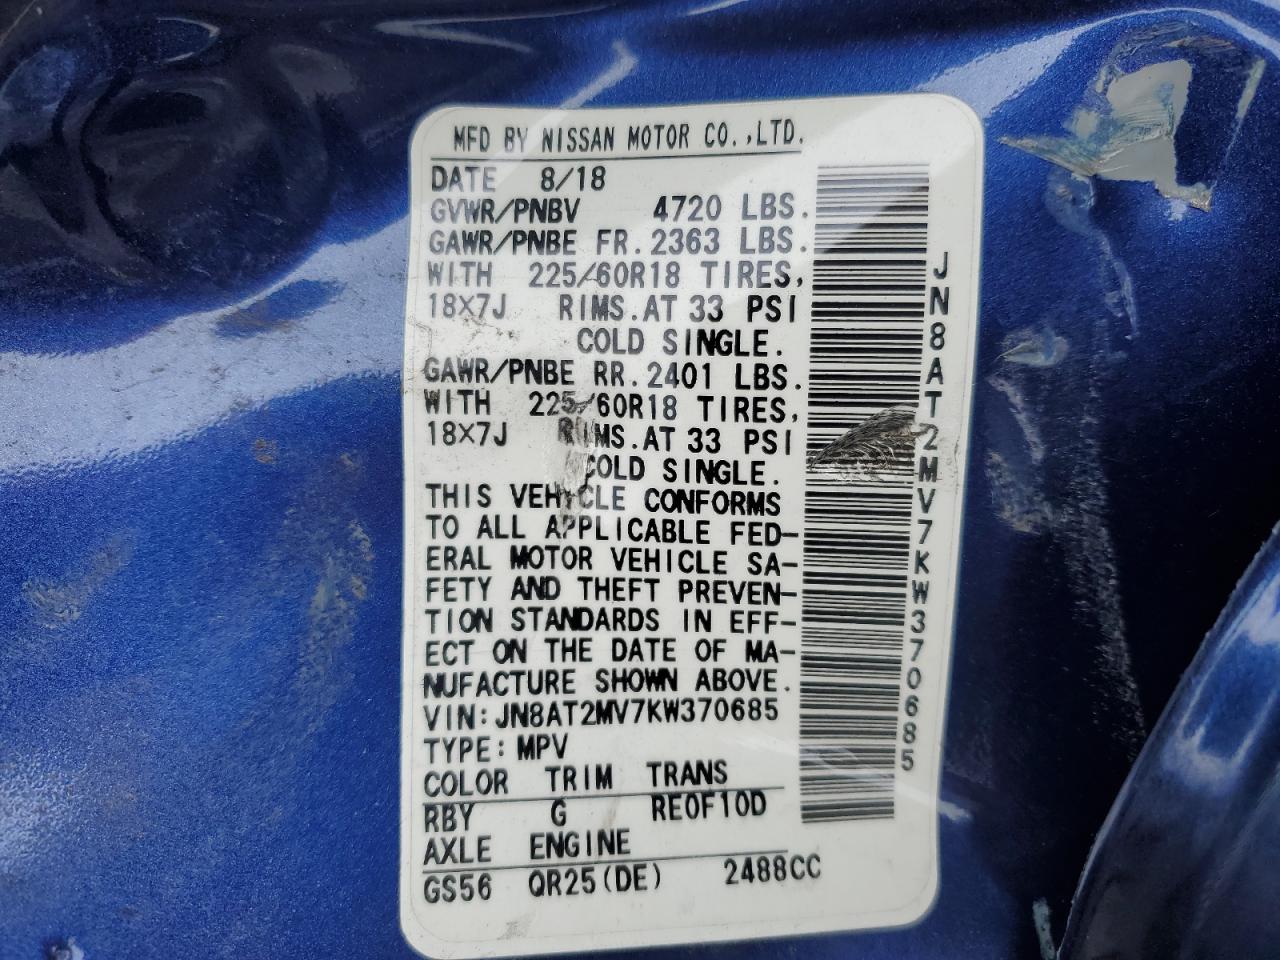 MFD BY NISSAN MOTOR CO.,LTD.
DATE 8/18
GVWR/PNBV 4720 LBS.
GAWR/PNBE FR.2363 LBS.
WITH 225/60R18 TIRES,
18X7J RIMS.AT 33 PSI
COLD SINGLE.
GAWR/PNBE RR.2401 LBS.
WITH 225/60R18 TIRES,
18X7J RIMS.AT 33 PSI
COLD SINGLE.
THIS VEHICLE CONFORMS
TO ALL APPLICABLE FED-
ERAL MOTOR VEHICLE SA-
FETY AND THEFT PREVEN-
TION STANDARDS IN EFF-
ECT ON THE DATE OF MA-
NUFACTURE SHOWN ABOVE.
VIN:JN8AT2MV7KW370685
TYPE:MPV
COLOR TRIM TRANS
RBY G RE0F10D
AXLE ENGINE
GS56 QR25(DE) 2488CC
JN8AT2MV7KW370685